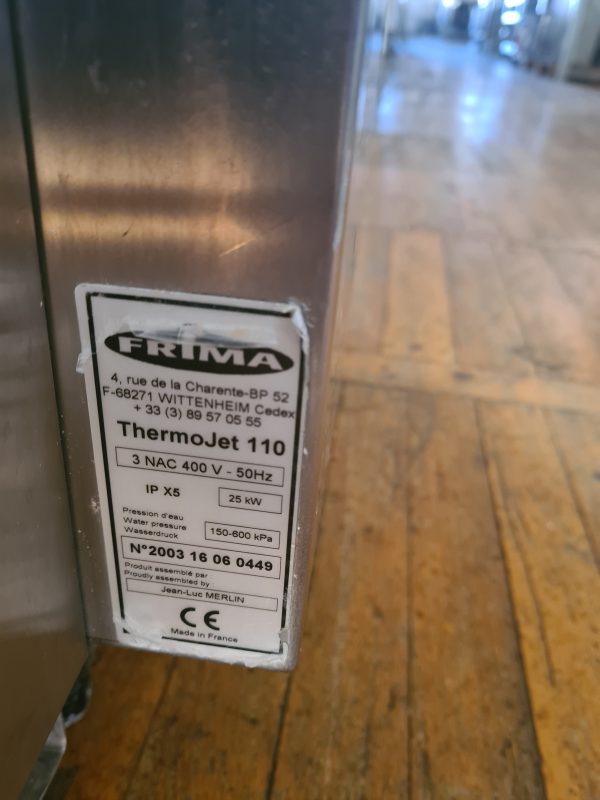 FRIMA
4, rue de la Charente-BP 52
F-68271 WITTENHEIM Cedex
+ 33 (3) 89 57 05 55
ThermoJet 110
3 NAC 400 V - 50Hz
IP X5
25 kW
Pression d'eau
Water pressure
Wasserdruck
150-600 kPa
N°2003 16 06 0449
Produit assemblé par :
Proudly assembled by :
Jean-Luc MERLIN
CE
Made in France